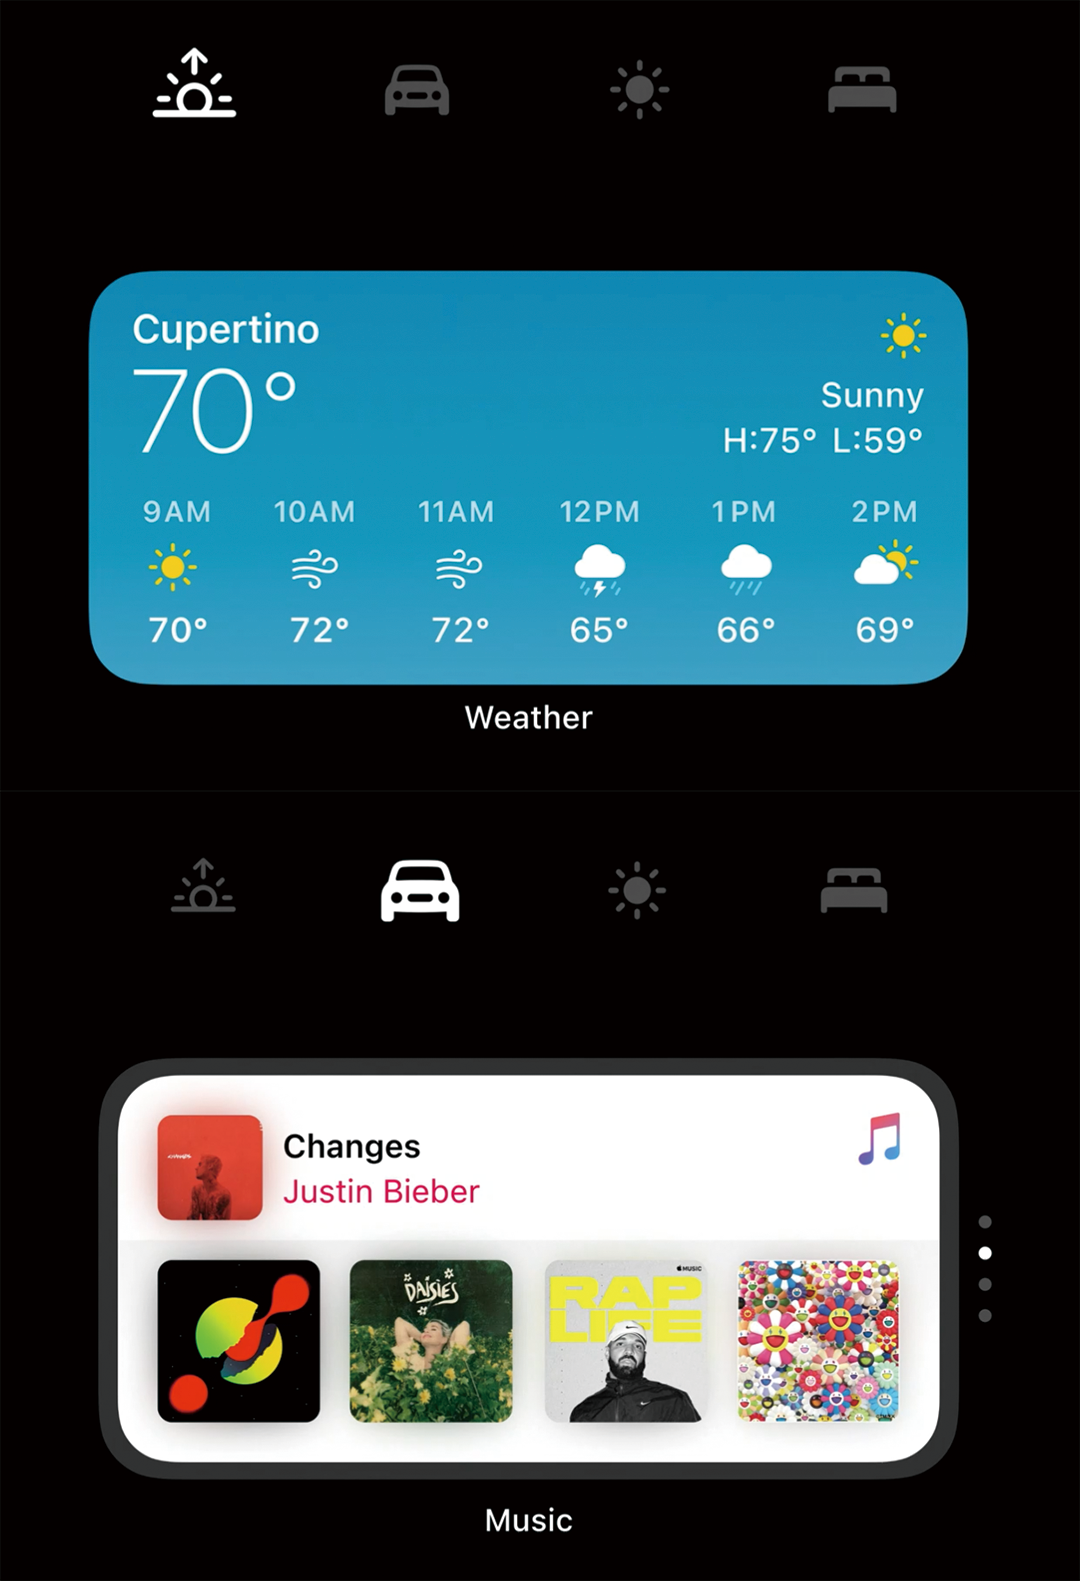 Cupertino
70°
Sunny
H:75° L:59°
9AM 10AM 11AM 12PM 1PM 2PM
70° 72° 72° 65° 66° 69°
Weather
Changes
Justin Bieber
DAISIES
MUSIC
RAP
LIFE
Music